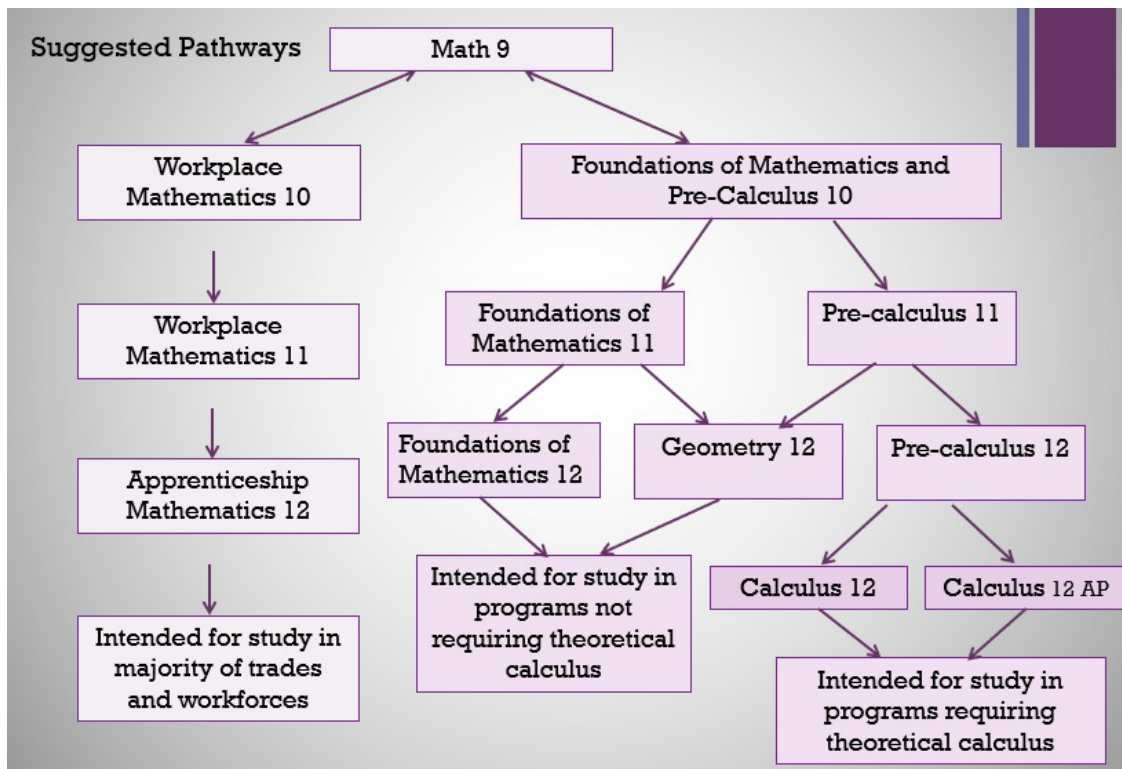 Suggested Pathways
Math 9
Workplace
Mathematics 10
Foundations of Mathematics and
Pre-Calculus 10
Workplace
Mathematics 11
Foundations of
Mathematics 11
Pre-calculus 11
Apprenticeship
Mathematics 12
Foundations of
Mathematics 12
Geometry 12
Pre-calculus 12
Intended for study in
majority of trades
and workforces
Intended for study in
programs not
requiring theoretical
calculus
Calculus 12
Calculus 12 AP
Intended for study in
programs requiring
theoretical calculus